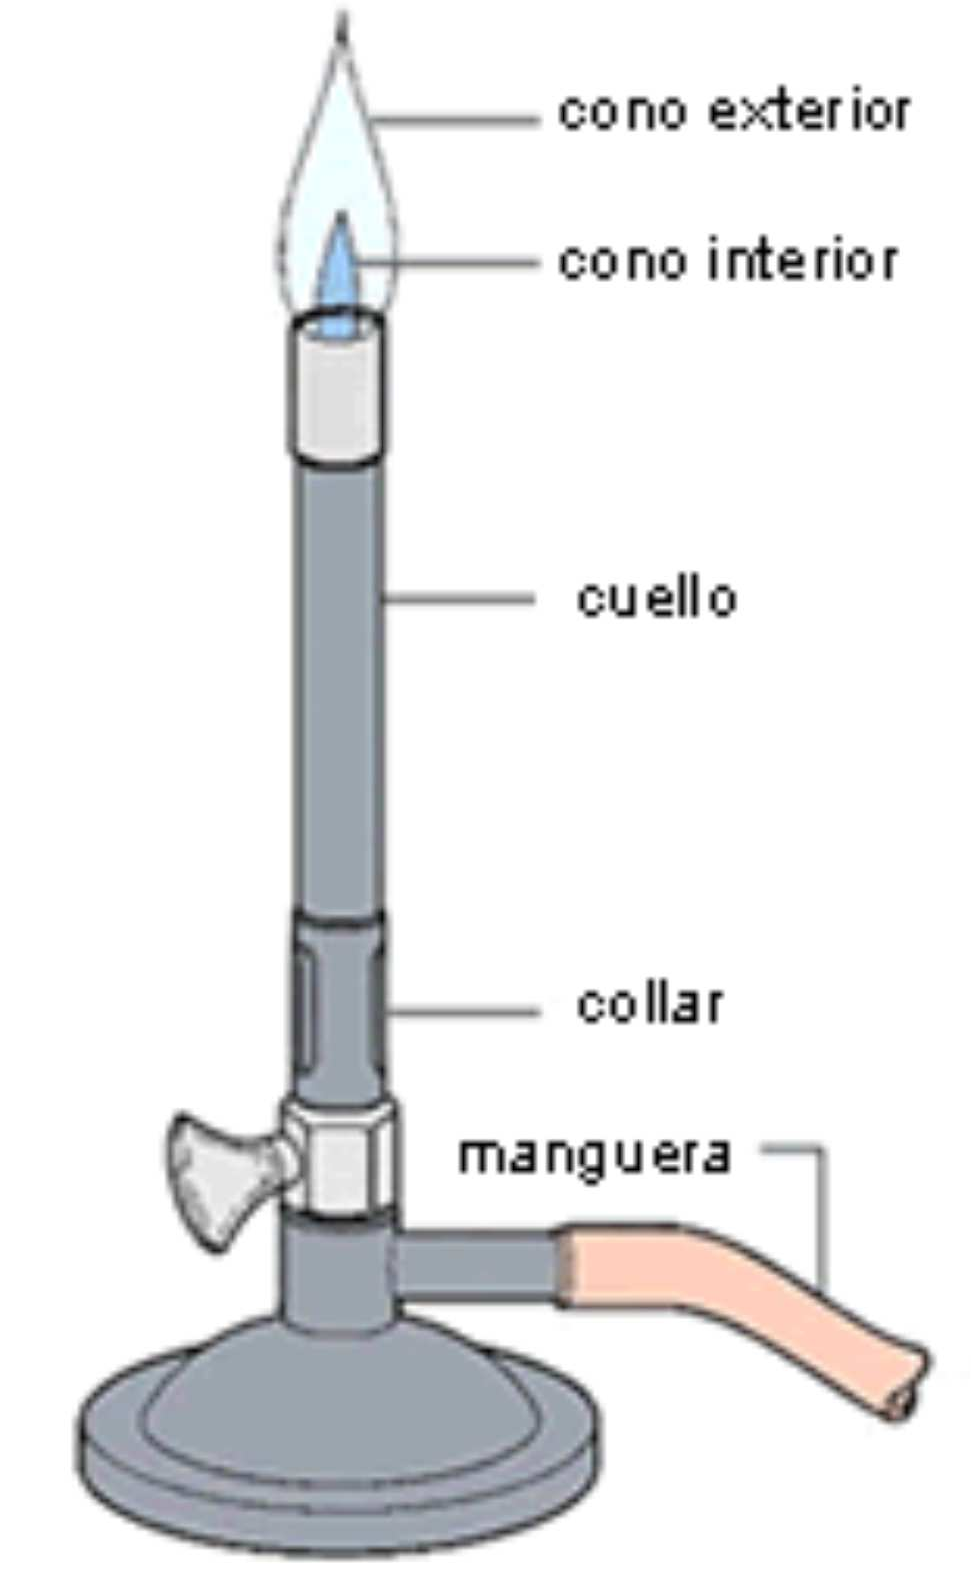 cono exterior
cono interior
cuello
collar
manguera